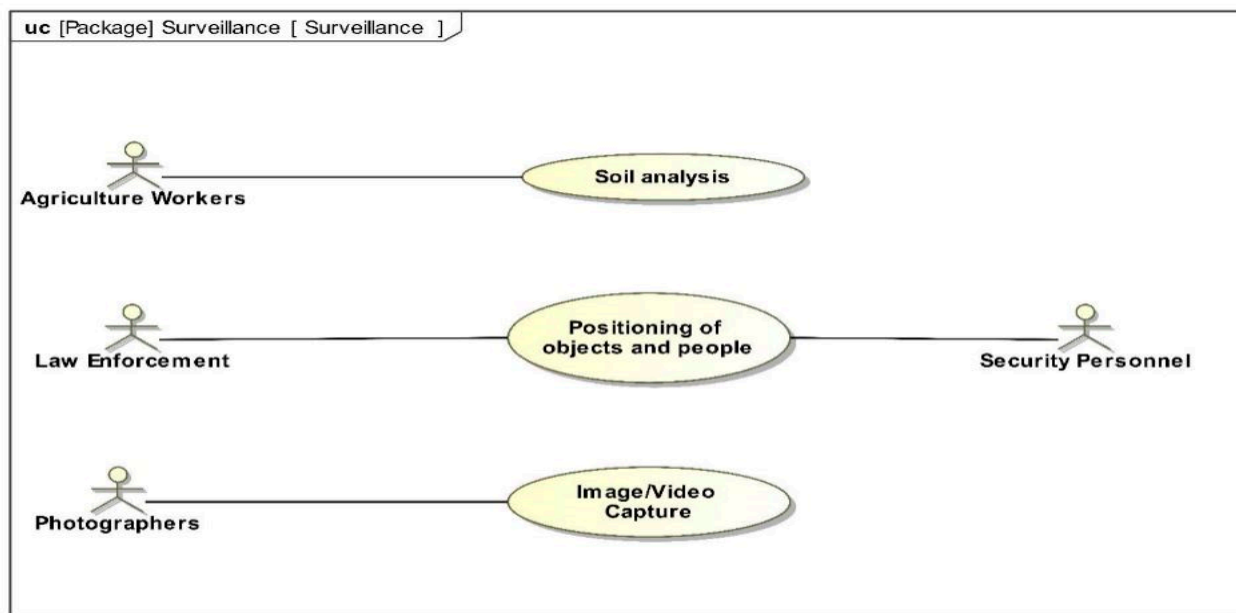 uc [Package] Surveillance [ Surveillance ]
Soil analysis
Agriculture Workers
Positioning of
objects and people
Law Enforcement
Security Personnel
Image/Video
Capture
Photographers